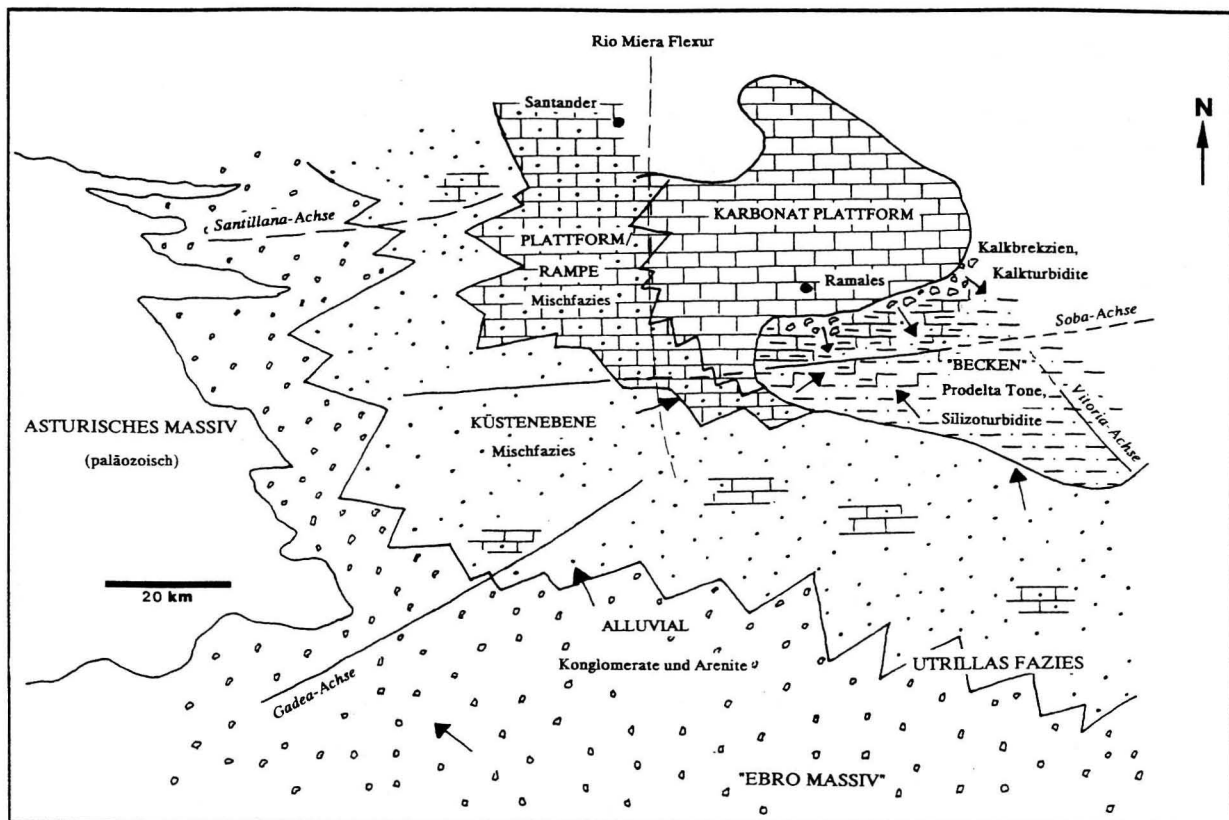 Rio Miera Flexur
Santander
N
Santillana-Achse
KARBONAT PLATTFORM
PLATTFORM/
RAMPE
Mischfazies
Kalkbrekzien,
Kalkturbidite
Ramales
Soba-Achse
"BECKEN"
Prodelta Tone,
Silizoturbidite
Vitoria-Achse
ASTURISCHES MASSIV
(paläozoisch)
KÜSTENEBENE
Mischfazies
20 km
ALLUVIAL
Konglomerate und Arenite
UTRILLAS FAZIES
Gadea-Achse
"EBRO MASSIV"